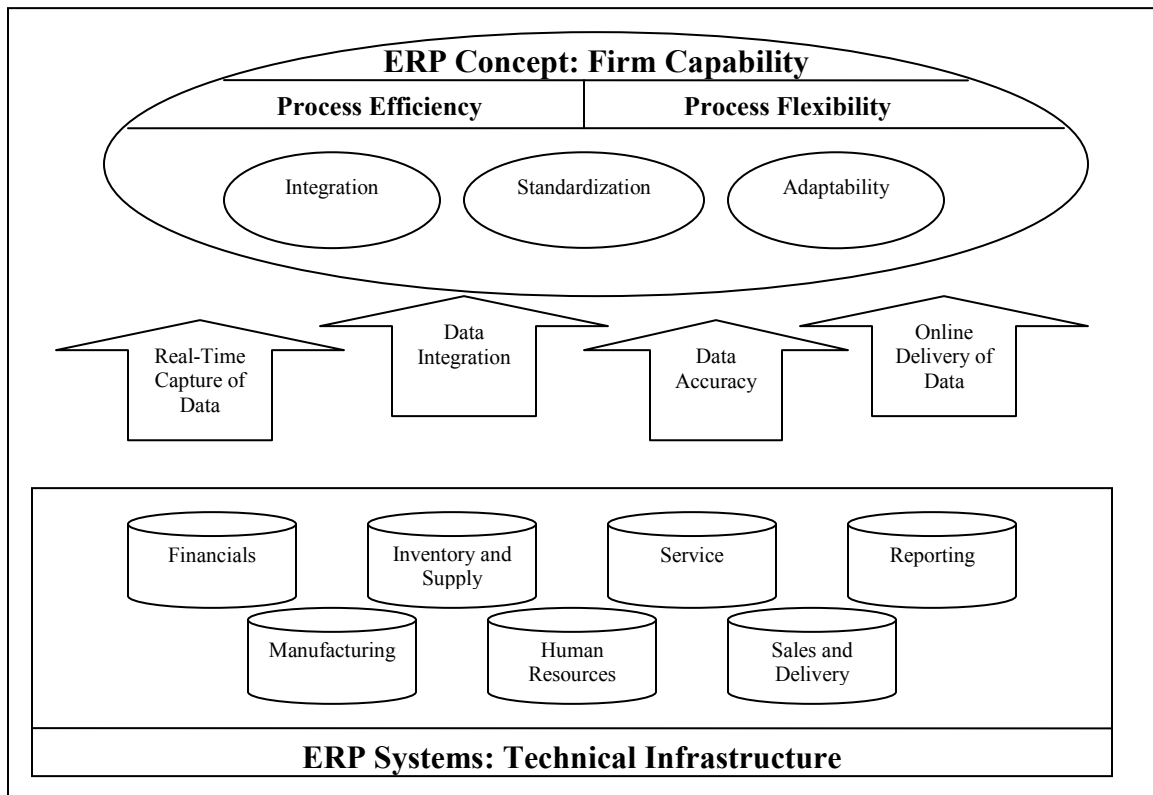 ERP Concept: Firm Capability
Process Efficiency
Process Flexibility
Integration
Standardization
Adaptability
Real-Time
Capture of
Data
Data
Integration
Data
Accuracy
Online
Delivery of
Data
Financials
Inventory and
Supply
Service
Reporting
Manufacturing
Human
Resources
Sales and
Delivery
ERP Systems: Technical Infrastructure